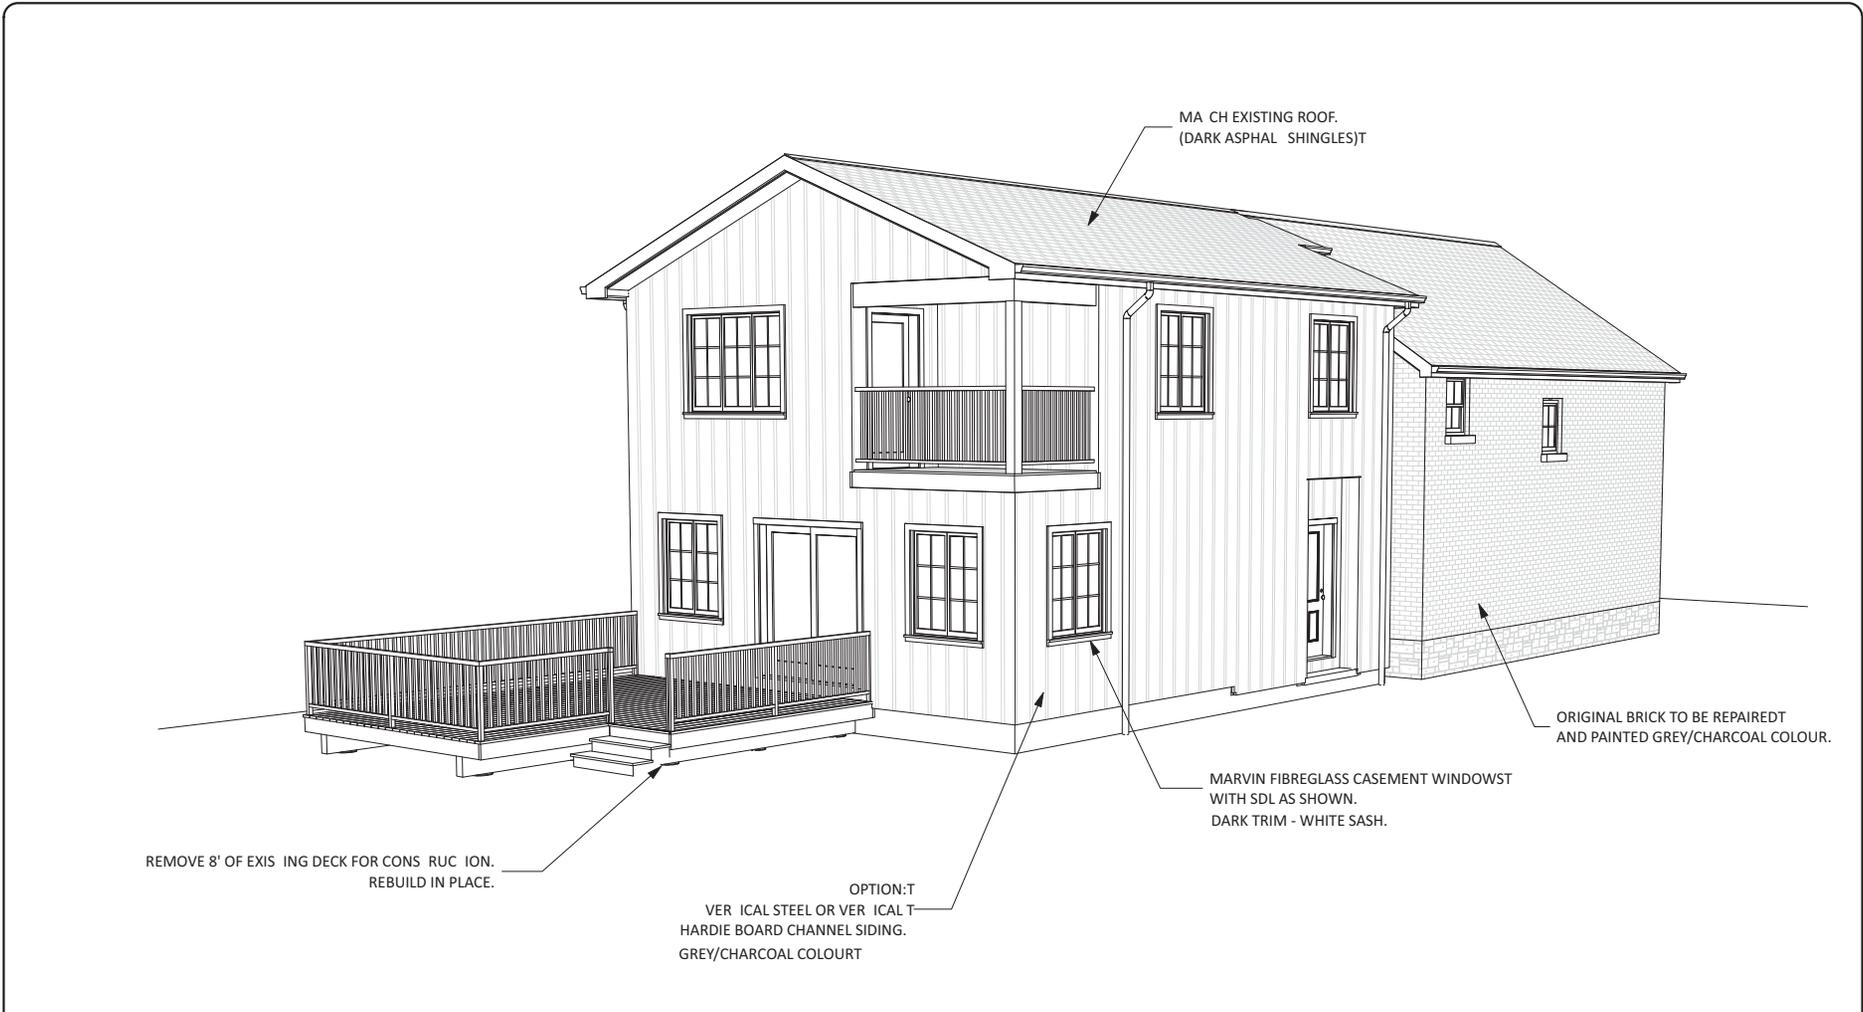 MA CH EXISTING ROOF.
(DARK ASPHAL SHINGLES)T
ORIGINAL BRICK TO BE REPAIREDT
AND PAINTED GREY/CHARCOAL COLOUR.
MARVIN FIBREGLASS CASEMENT WINDOWST
WITH SDL AS SHOWN.
DARK TRIM - WHITE SASH.
REMOVE 8' OF EXIS ING DECK FOR CONS RUC ION.
REBUILD IN PLACE.
OPTION:T
VER ICAL STEEL OR VER ICAL T
HARDIE BOARD CHANNEL SIDING.
GREY/CHARCOAL COLOURT